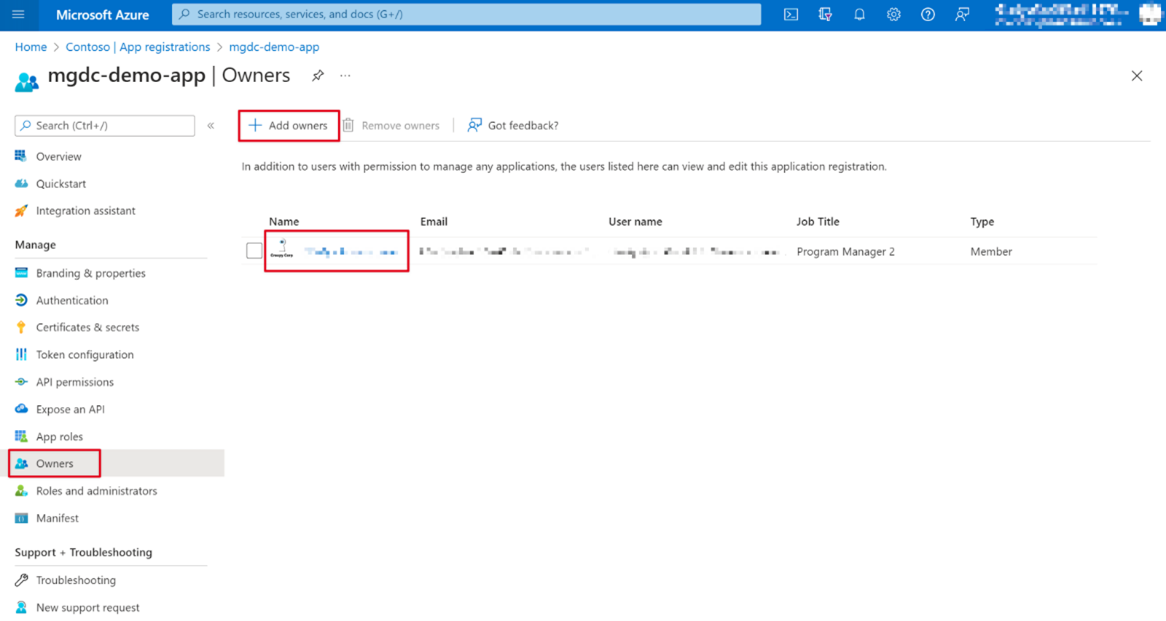 Microsoft Azure
Search resources, services, and docs (G+/)
Home > Contoso | App registrations > mgdc-demo-app
mgdc-demo-app | Owners
Search (Ctrl+/)
Overview
Quickstart
Integration assistant
Manage
Branding & properties
Authentication
Certificates & secrets
Token configuration
API permissions
Expose an API
App roles
Owners
Roles and administrators
Manifest
Support + Troubleshooting
Troubleshooting
New support request
Add owners Remove owners Got feedback?
In addition to users with permission to manage any applications, the users listed here can view and edit this application registration.
Name Email User name Job Title Type
Program Manager 2 Member